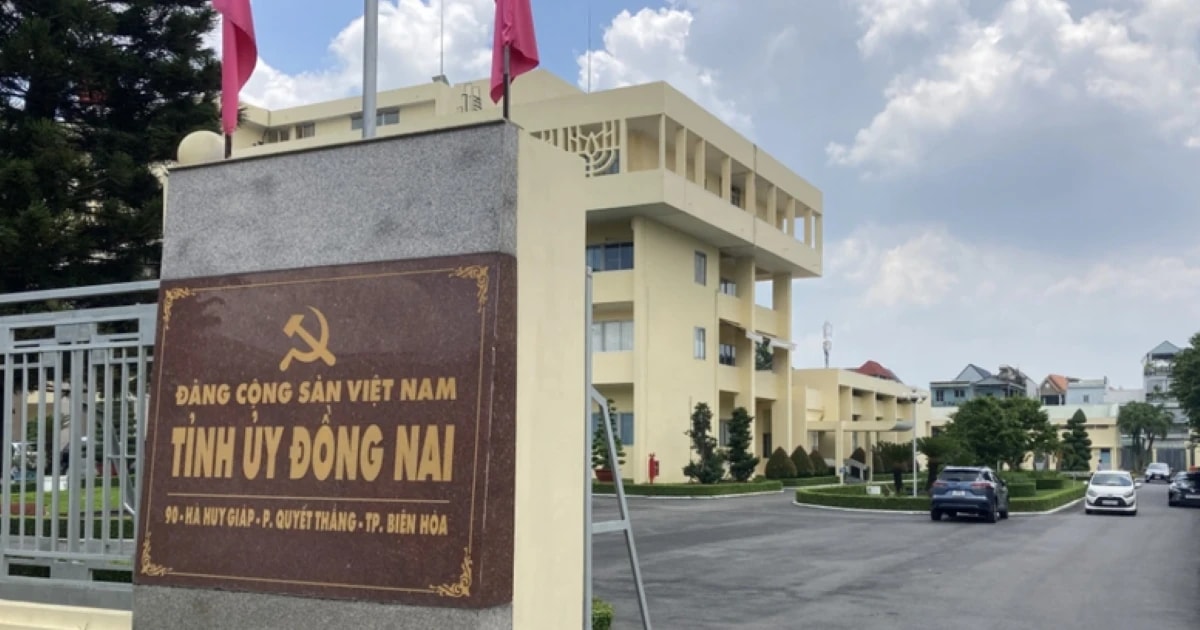 ĐẢNG CỘNG SẢN VIỆT NAM
TỈNH ỦY ĐỒNG NAI
90 - HÀ HUY GIÁP - P. QUYẾT THẮNG - TP. BIÊN HÒA